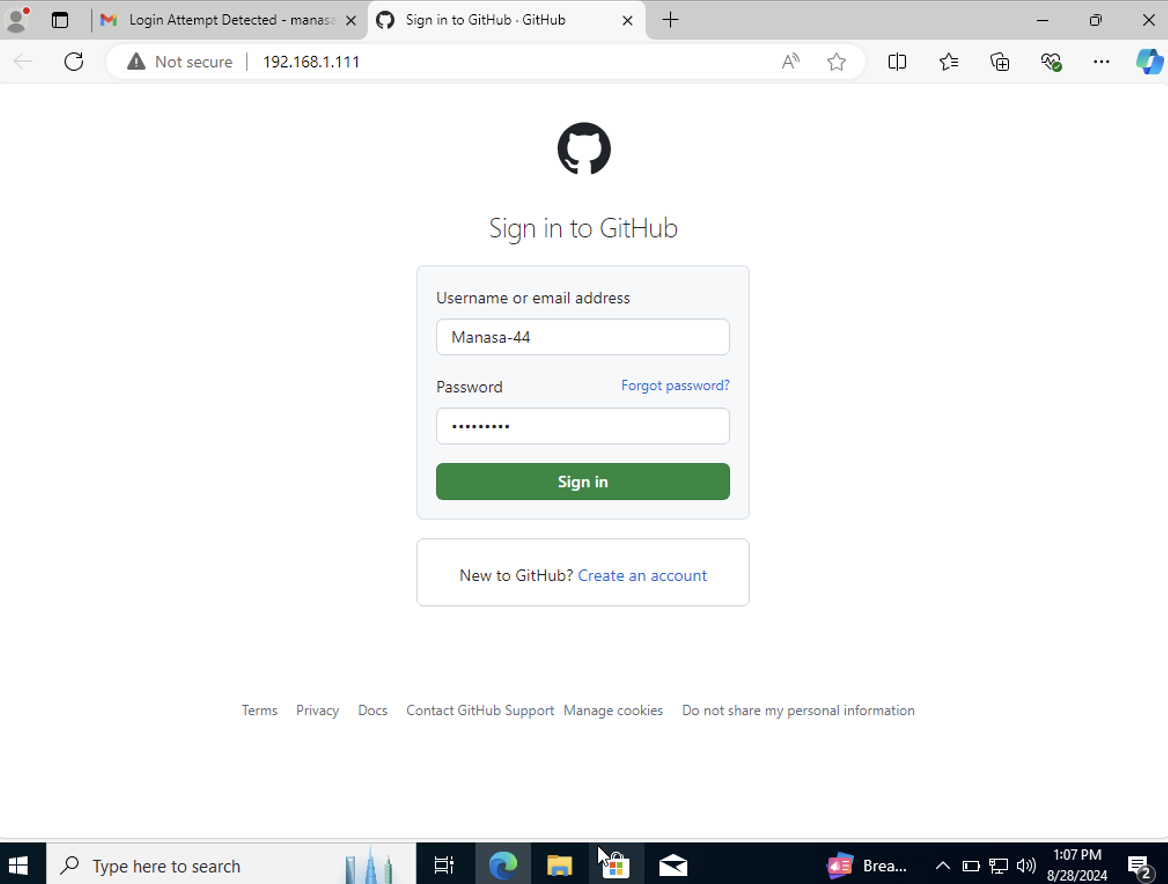 Login Attempt Detected - manasa
Sign in to GitHub · GitHub
Not secure
192.168.1.111
Sign in to GitHub
Username or email address
Manasa-44
Password Forgot password?
•••••••••
Sign in
New to GitHub? Create an account
Terms Privacy Docs Contact GitHub Support Manage cookies Do not share my personal information
Type here to search
Brea...
1:07 PM
8/28/2024
2